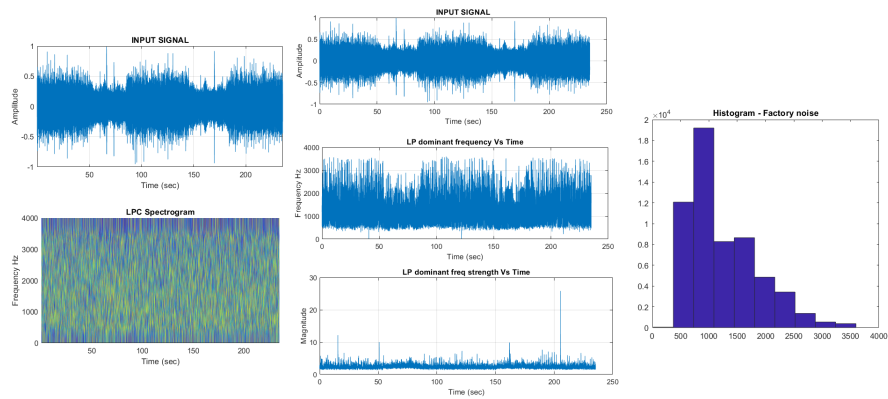 INPUT SIGNAL
1
0.5
0
-0.5
-1
Amplitude
50 100 150 200
Time (sec)
LPC Spectrogram
4000
3000
2000
1000
0
Frequency Hz
50 100 150 200
Time (sec)
INPUT SIGNAL
1
0.5
0
-0.5
-1
Amplitude
0 50 100 150 200 250
Time (sec)
LP dominant frequency Vs Time
4000
3000
2000
1000
0
Frequency Hz
0 50 100 150 200 250
Time (sec)
LP dominant freq strength Vs Time
30
20
10
0
Magnitude
0 50 100 150 200 250
Time (sec)
×10⁴
Histogram - Factory noise
2
1.8
1.6
1.4
1.2
1
0.8
0.6
0.4
0.2
0
0 500 1000 1500 2000 2500 3000 3500 4000